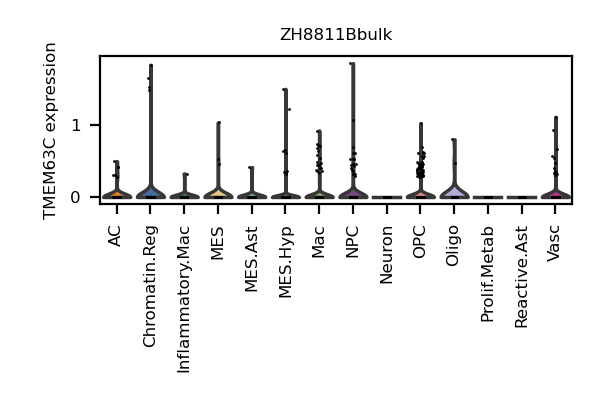 ZH8811Bbulk
TMEM63C expression
1
0
AC
Chromatin.Reg
Inflammatory.Mac
MES
MES.Ast
MES.Hyp
Mac
NPC
Neuron
OPC
Oligo
Prolif.Metab
Reactive.Ast
Vasc